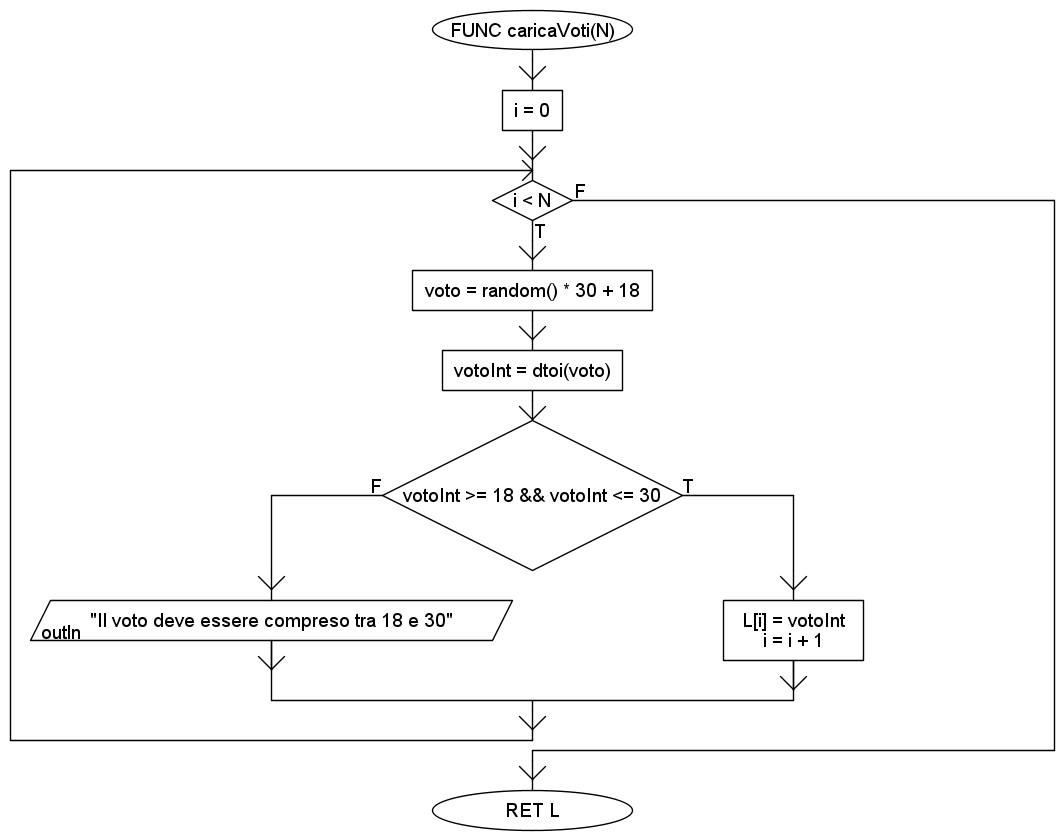 FUNC caricaVoti(N)
i = 0
i < N
F
T
voto = random() * 30 + 18
votoInt = dtoi(voto)
F
votoInt >= 18 && votoInt <= 30
T
"Il voto deve essere compreso tra 18 e 30"
outln
L[i] = votoInt
i = i + 1
RET L